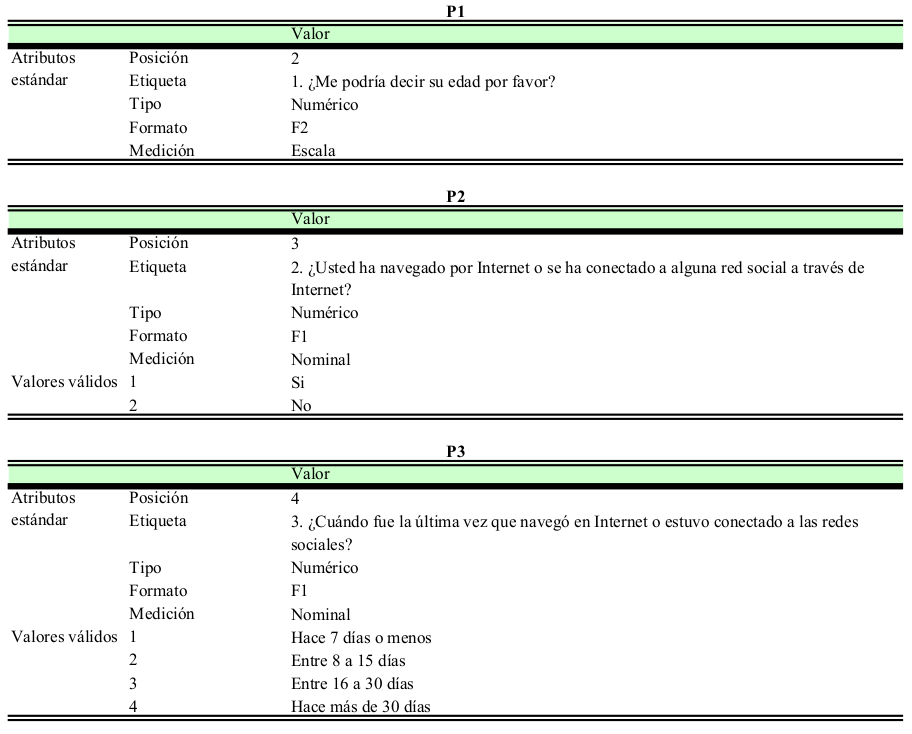 P1
Valor
Atributos estándar Posición 2
Etiqueta 1. ¿Me podría decir su edad por favor?
Tipo Numérico
Formato F2
Medición Escala
P2
Valor
Atributos estándar Posición 3
Etiqueta 2. ¿Usted ha navegado por Internet o se ha conectado a alguna red social a través de
Internet?
Tipo Numérico
Formato F1
Medición Nominal
Valores válidos 1 Si
2 No
P3
Valor
Atributos estándar Posición 4
Etiqueta 3. ¿Cuándo fue la última vez que navegó en Internet o estuvo conectado a las redes
sociales?
Tipo Numérico
Formato F1
Medición Nominal
Valores válidos 1 Hace 7 días o menos
2 Entre 8 a 15 días
3 Entre 16 a 30 días
4 Hace más de 30 días